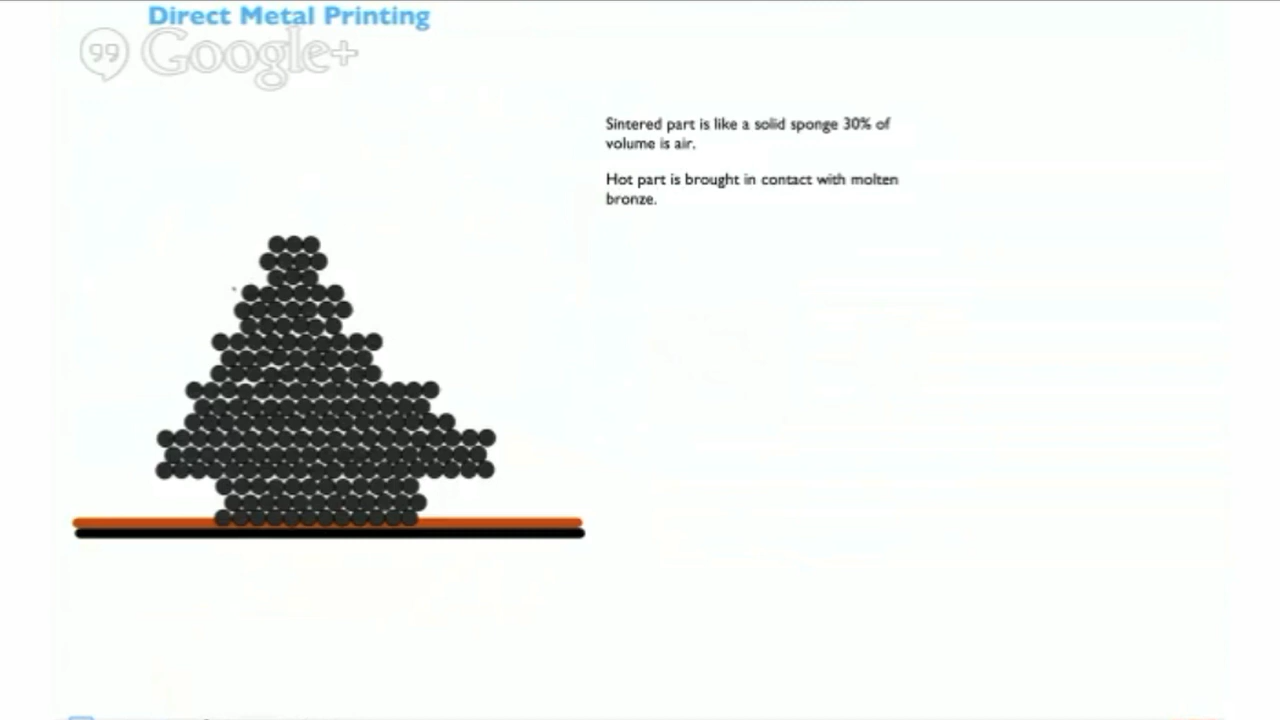 Direct Metal Printing
Google+
Sintered part is like a solid sponge 30% of
volume is air.
Hot part is brought in contact with molten
bronze.